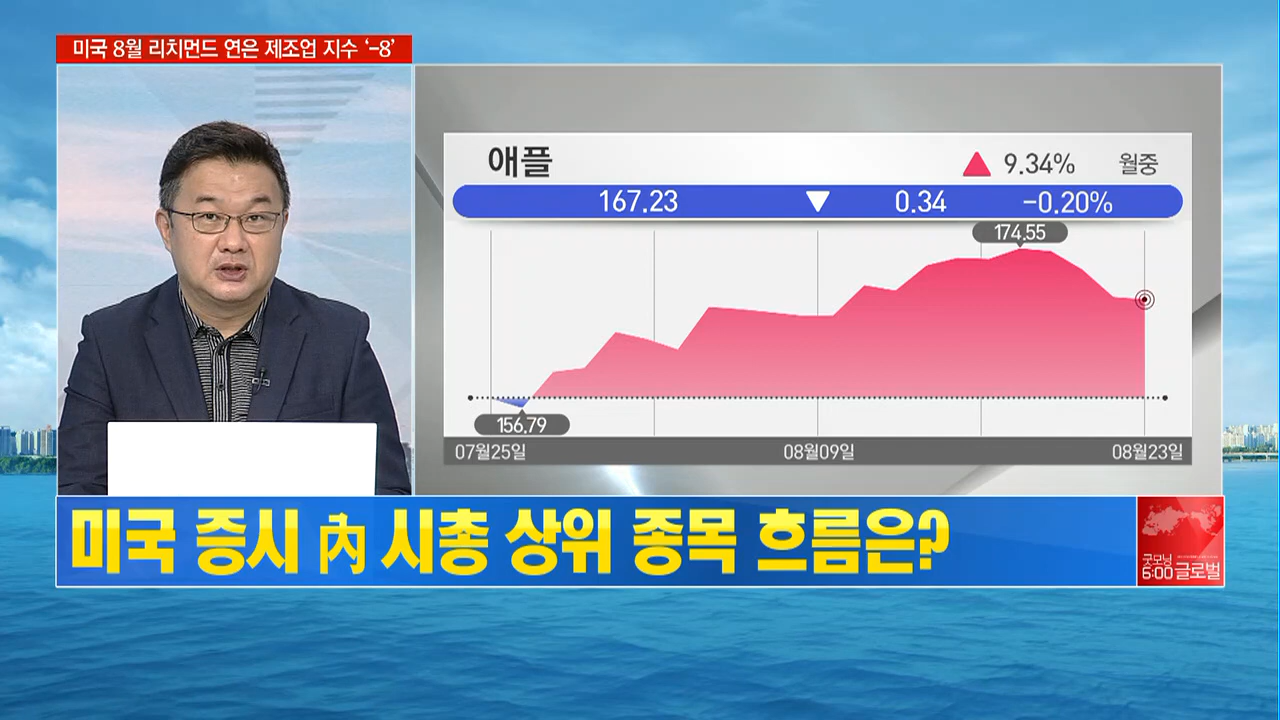 미국 8월 리치먼드 연은 제조업 지수 ‘-8’
애플
▲ 9.34% 월중
167.23 ▼ 0.34 -0.20%
174.55
156.79
07월25일 08월09일 08월23일
미국 증시 內 시총 상위 종목 흐름은?
굿모닝
6:00 글로벌